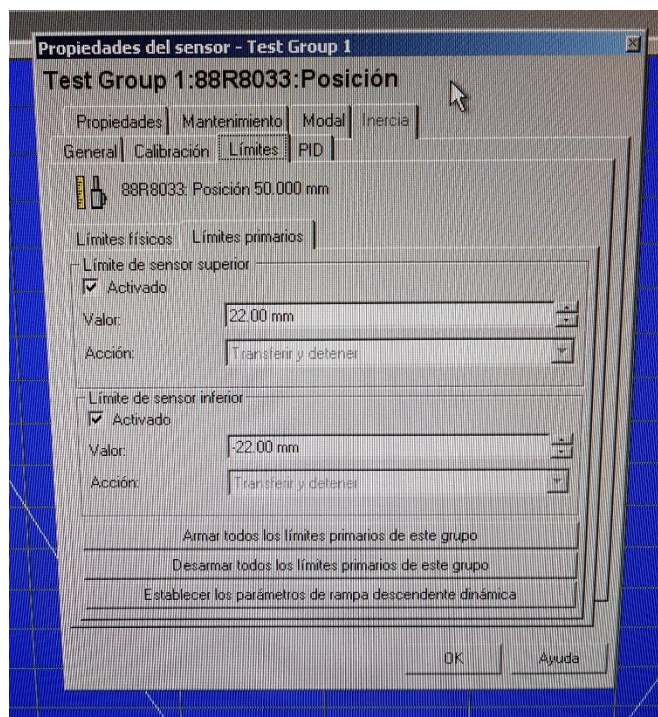 Propiedades del sensor - Test Group 1
Test Group 1:88R8033:Posición
Propiedades Mantenimiento Modal Inercia
General Calibración Límites PID
88R8033: Posición 50.000 mm
Límites físicos Límites primarios
Límite de sensor superior
Activado
Valor: 22.00 mm
Acción: Transferir y detener
Límite de sensor inferior
Activado
Valor: -22.00 mm
Acción: Transferir y detener
Armar todos los límites primarios de este grupo
Desarmar todos los límites primarios de este grupo
Establecer los parámetros de rampa descendente dinámica
OK Ayuda